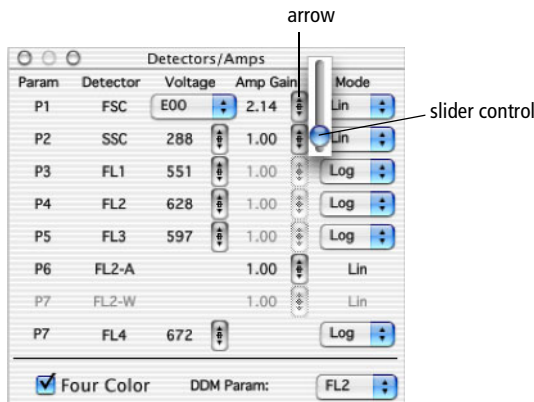 arrow
Detectors/Amps
Param Detector Voltage Amp Gain Mode
P1 FSC E00 2.14 Lin
slider control
P2 SSC 288 1.00 Lin
P3 FL1 551 1.00 Log
P4 FL2 628 1.00 Log
P5 FL3 597 1.00 Log
P6 FL2-A 1.00 Lin
P7 FL2-W 1.00 Lin
P7 FL4 672 Log
Four Color DDM Param: FL2